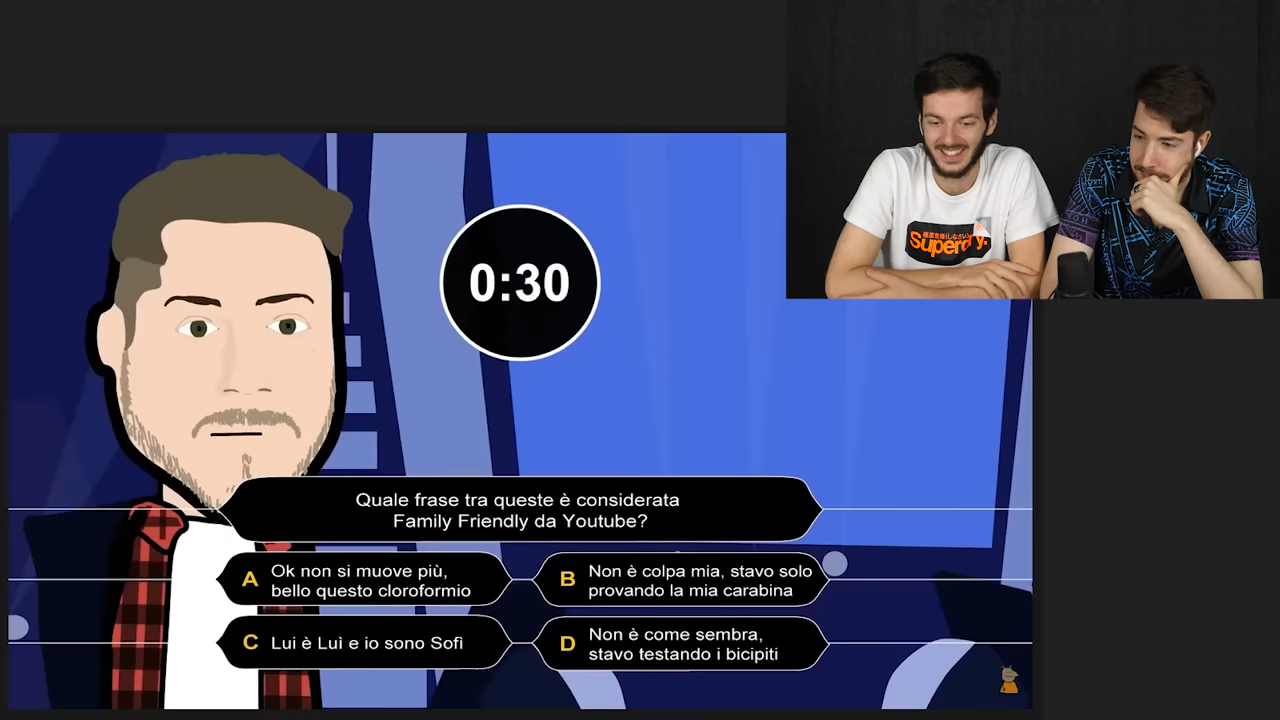 Superdry.
0:30
Quale frase tra queste è considerata
Family Friendly da Youtube?
A Ok non si muove più,
bello questo cloroformio
B Non è colpa mia, stavo solo
provando la mia carabina
C Lui è Luì e io sono Sofì
D Non è come sembra,
stavo testando i bicipiti